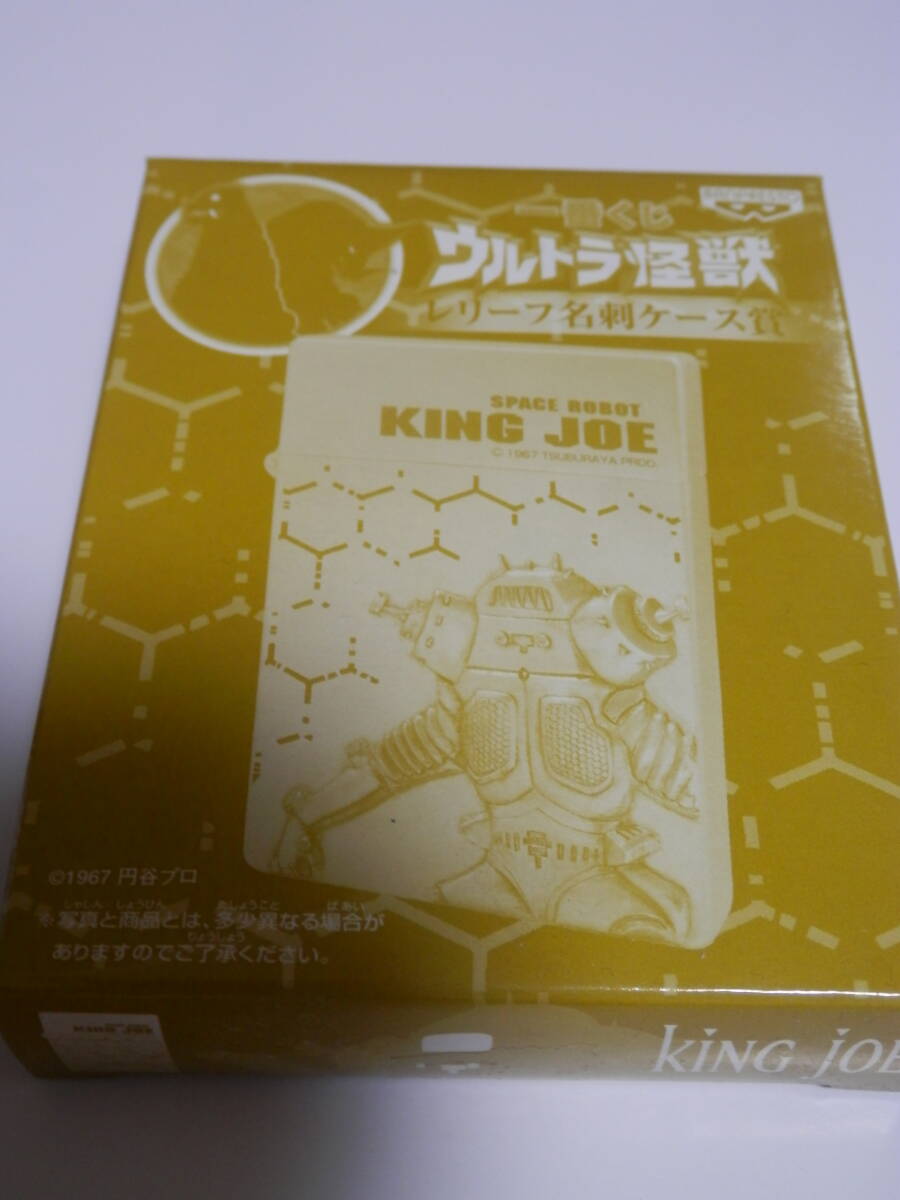 一番くじ
BANPRESTO
ウルトラ怪獣
レリーフ名刺ケース賞
SPACE ROBOT
KING JOE
© 1967 TSUBURAYA PROD.
©1967 円谷プロ
※写真と商品とは、多少異なる場合が
ありますのでご了承ください。
KING JOE
KING JOE